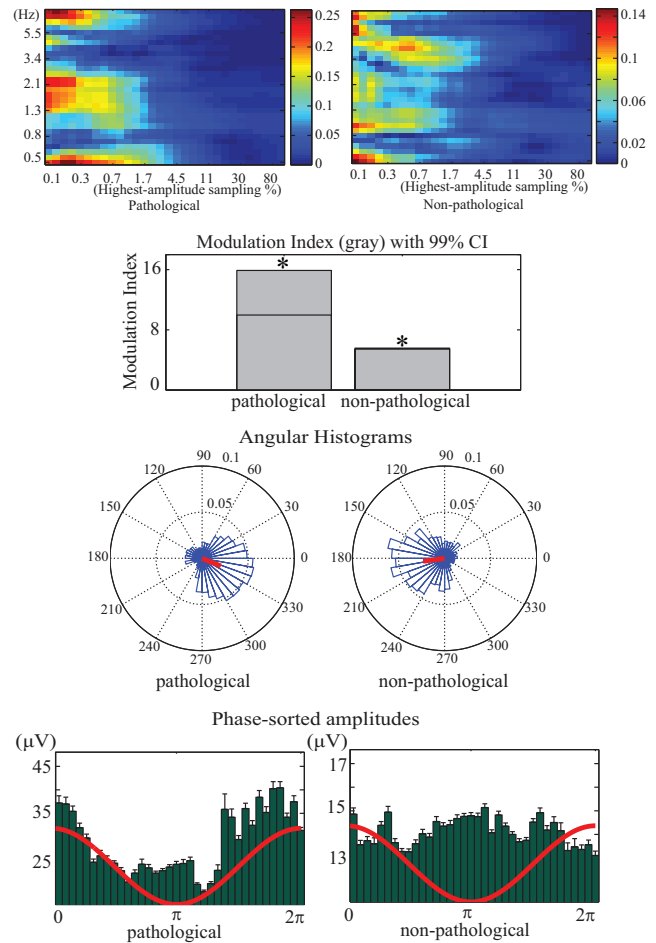 (Hz)
5.5
3.4
2.1
1.3
0.8
0.5
0.1 0.3 0.7 1.7 4.5 11 30 80
(Highest-amplitude sampling %)
Pathological
0.25
0.2
0.15
0.1
0.05
0
0.1 0.3 0.7 1.7 4.5 11 30 80
(Highest-amplitude sampling %)
Non-pathological
0.14
0.12
0.1
0.08
0.06
0.04
0.02
0
Modulation Index (gray) with 99% CI
Modulation Index
16
8
0
*
*
pathological non-pathological
Angular Histograms
90
0.1
120 60
0.05
150 30
180 0
210 330
240 300
270
pathological
90
0.1
120 60
0.05
150 30
180 0
210 330
240 300
270
non-pathological
Phase-sorted amplitudes
(μV)
45
35
25
0 π 2π
pathological
(μV)
17
15
14
13
0 π 2π
non-pathological